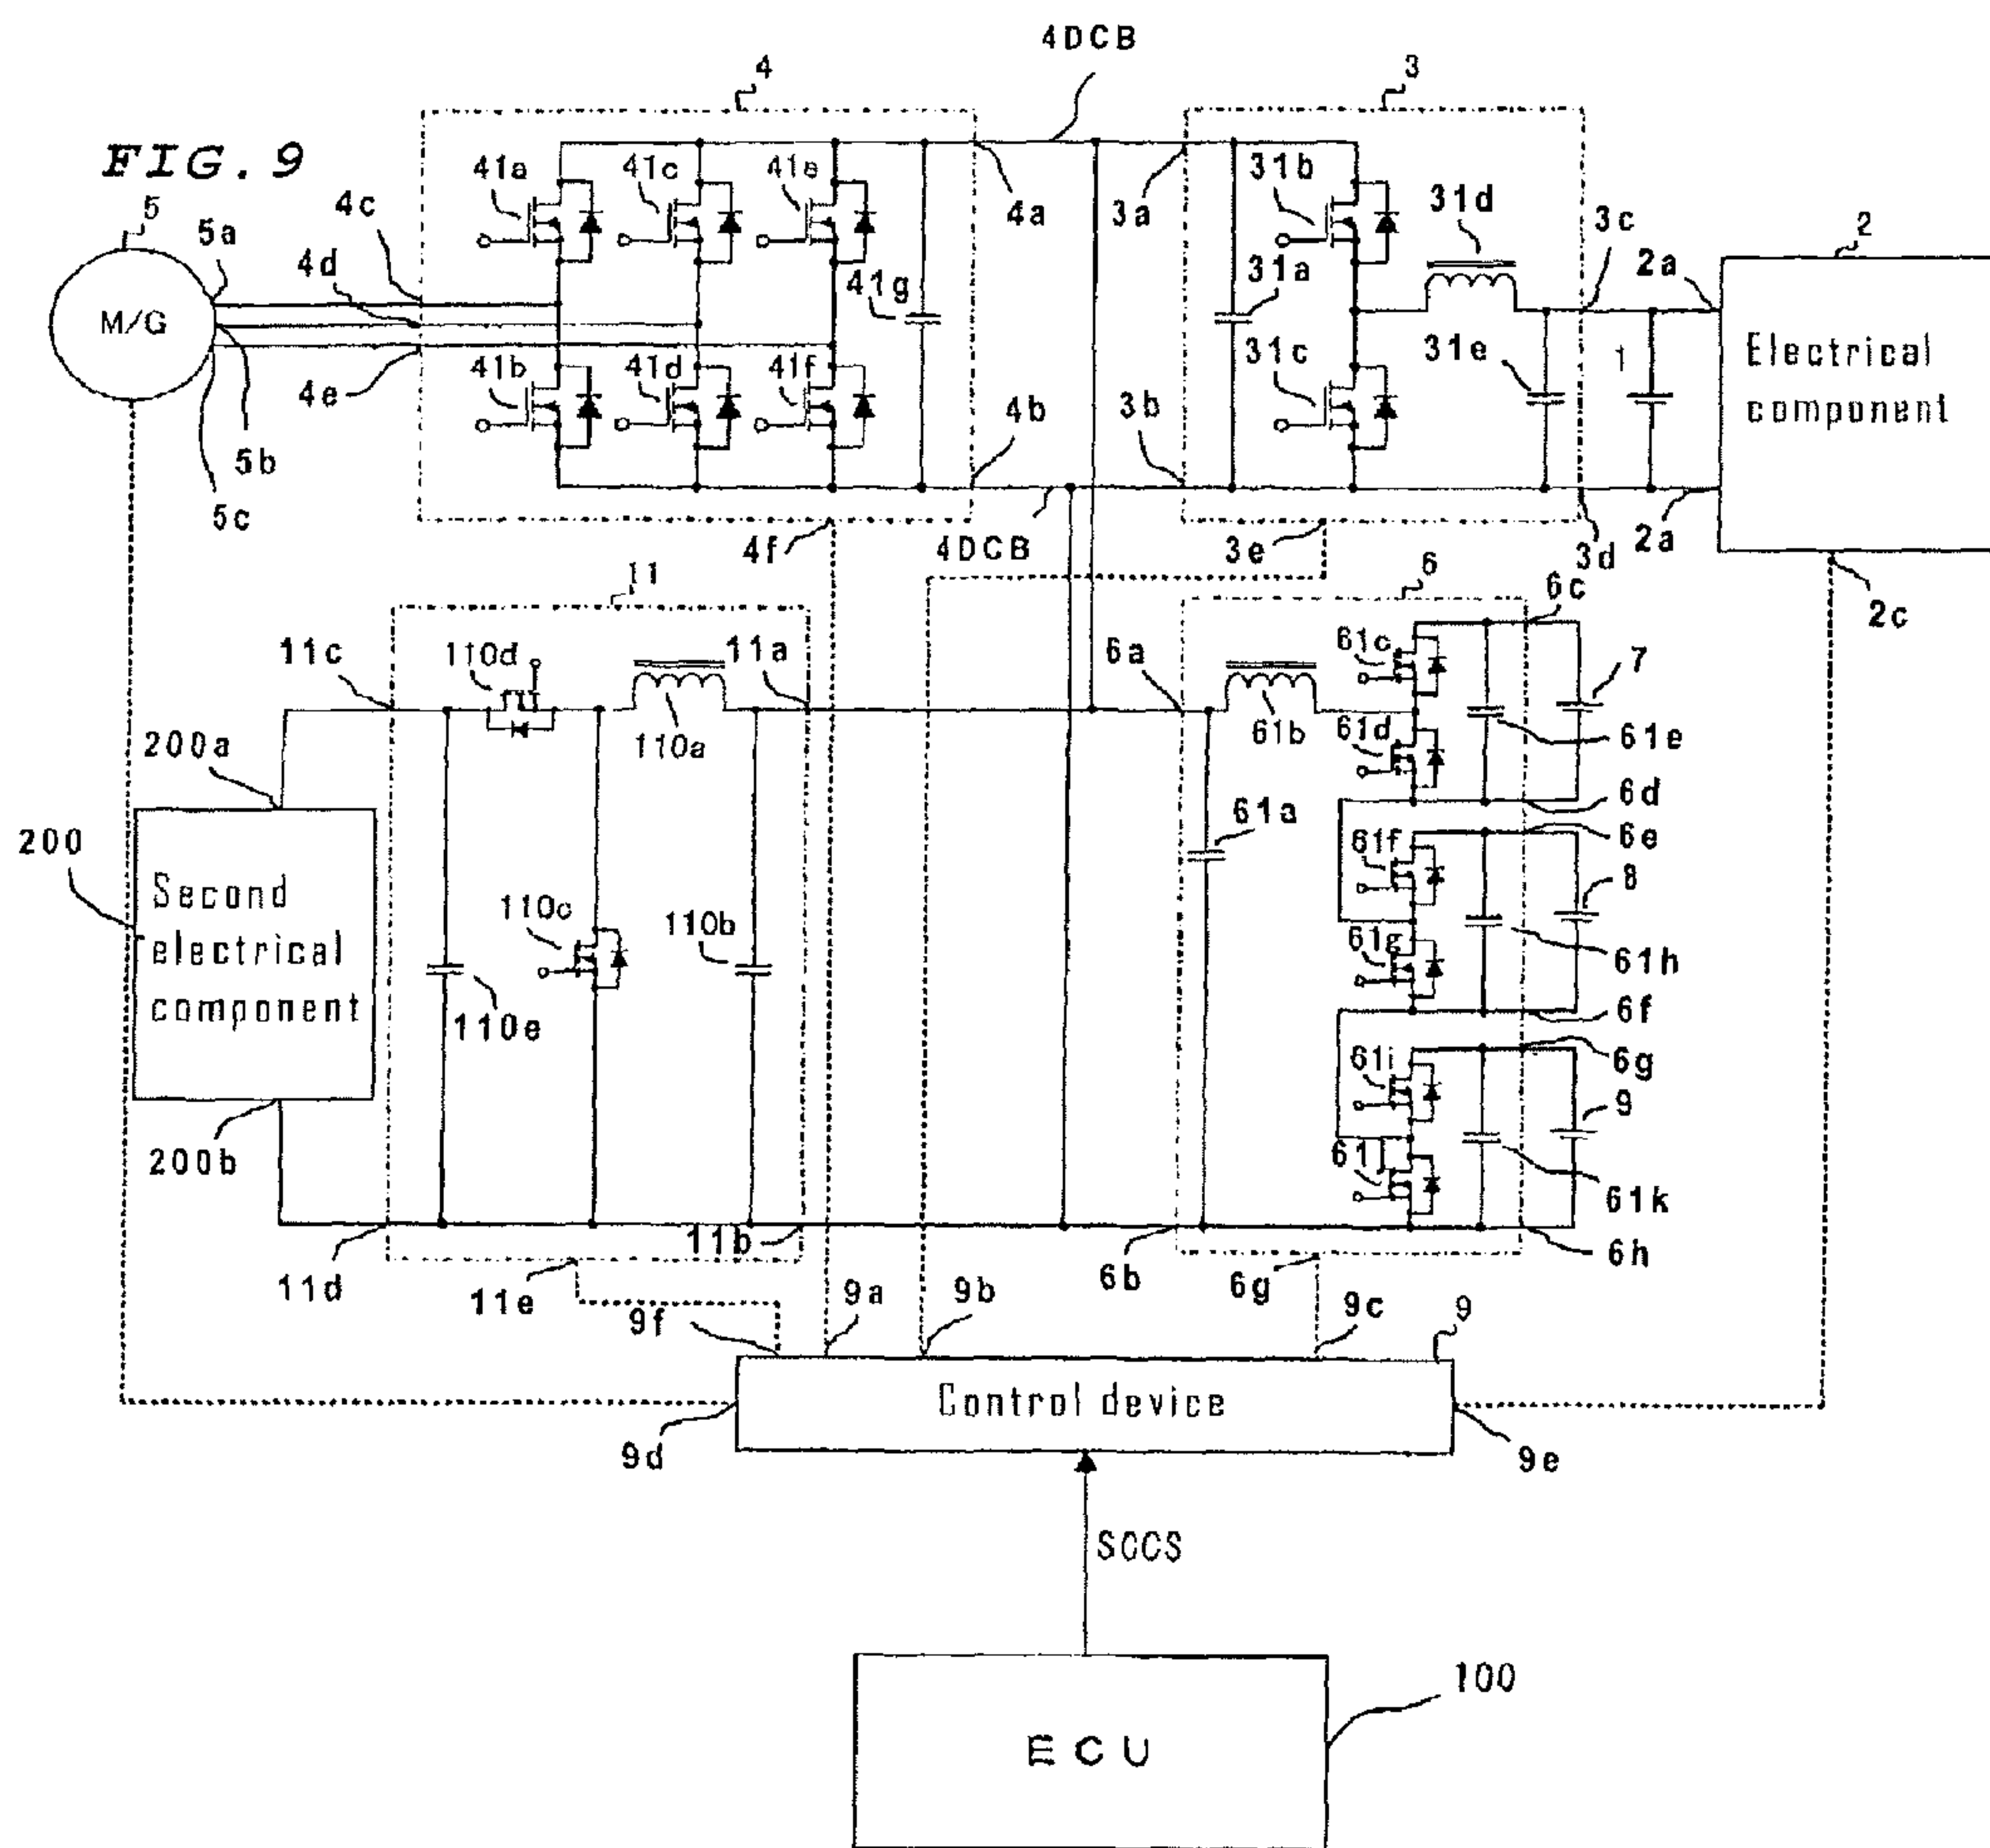 4DCB
4
3
FIG. 9
5
5a
4c
4d
41a
41c
41e
4a
3a
31b
31d
3c
2a
2
M/G
41g
31a
4e
41b
41d
41f
31c
31e
1
Electrical
component
5b
5c
4b
3b
4f
4DCB
3e
3d
2a
11
6
6c
2c
11c
110d
11a
6a
61c
7
200a
110a
61b
61d
61e
61a
6d
6e
200
Second
electrical
component
61f
8
110c
110b
61g
61h
110e
6f
61i
6g
9
200b
61j
61k
11b
6h
11d
11e
6b
6g
9f
9a
9b
9c
9
Control device
9d
9e
SCCS
100
ECU